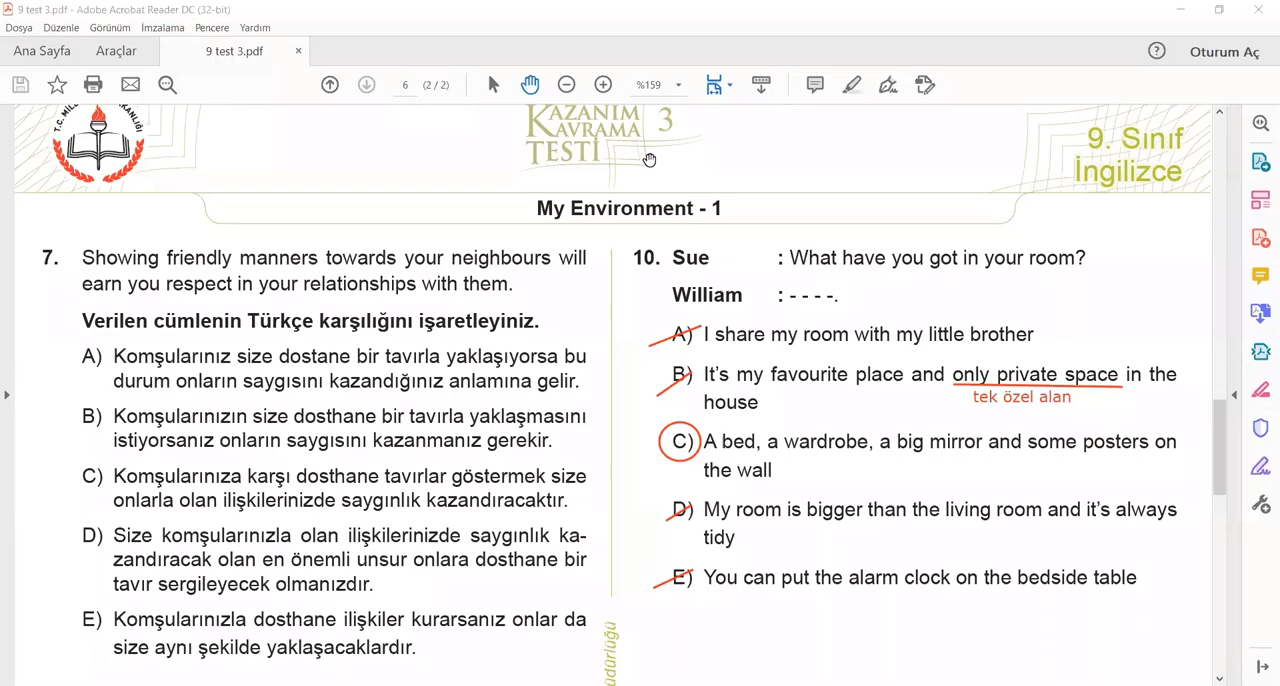 9 test 3.pdf - Adobe Acrobat Reader DC (32-bit)
Dosya Düzenle Görünüm İmzalama Pencere Yardım
Ana Sayfa Araçlar 9 test 3.pdf × Oturum Aç
6 (2 / 2) %159
KAZANIM
KAVRAMA 3
TESTİ
9. Sınıf
İngilizce
My Environment - 1
7. Showing friendly manners towards your neighbours will
earn you respect in your relationships with them.
Verilen cümlenin Türkçe karşılığını işaretleyiniz.
A) Komşularınız size dostane bir tavırla yaklaşıyorsa bu
durum onların saygısını kazandığınız anlamına gelir.
B) Komşularınızın size dosthane bir tavırla yaklaşmasını
istiyorsanız onların saygısını kazanmanız gerekir.
C) Komşularınıza karşı dosthane tavırlar göstermek size
onlarla olan ilişkilerinizde saygınlık kazandıracaktır.
D) Size komşularınızla olan ilişkilerinizde saygınlık ka-
zandıracak olan en önemli unsur onlara dosthane bir
tavır sergileyecek olmanızdır.
E) Komşularınızla dosthane ilişkiler kurarsanız onlar da
size aynı şekilde yaklaşacaklardır.
10. Sue : What have you got in your room?
William : - - - -.
A) I share my room with my little brother
B) It's my favourite place and only private space in the
tek özel alan
house
C) A bed, a wardrobe, a big mirror and some posters on
the wall
D) My room is bigger than the living room and it's always
tidy
E) You can put the alarm clock on the bedside table